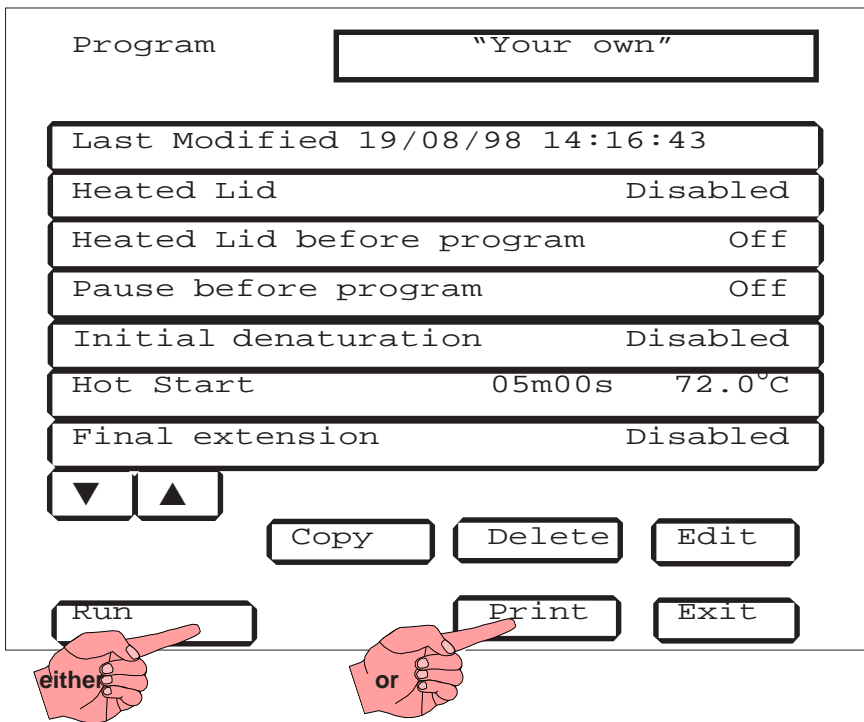 Program "Your own"
Last Modified 19/08/98 14:16:43
Heated Lid Disabled
Heated Lid before program Off
Pause before program Off
Initial denaturation Disabled
Hot Start 05m00s 72.0°C
Final extension Disabled
▼ ▲
Copy Delete Edit
Run Print Exit
either or